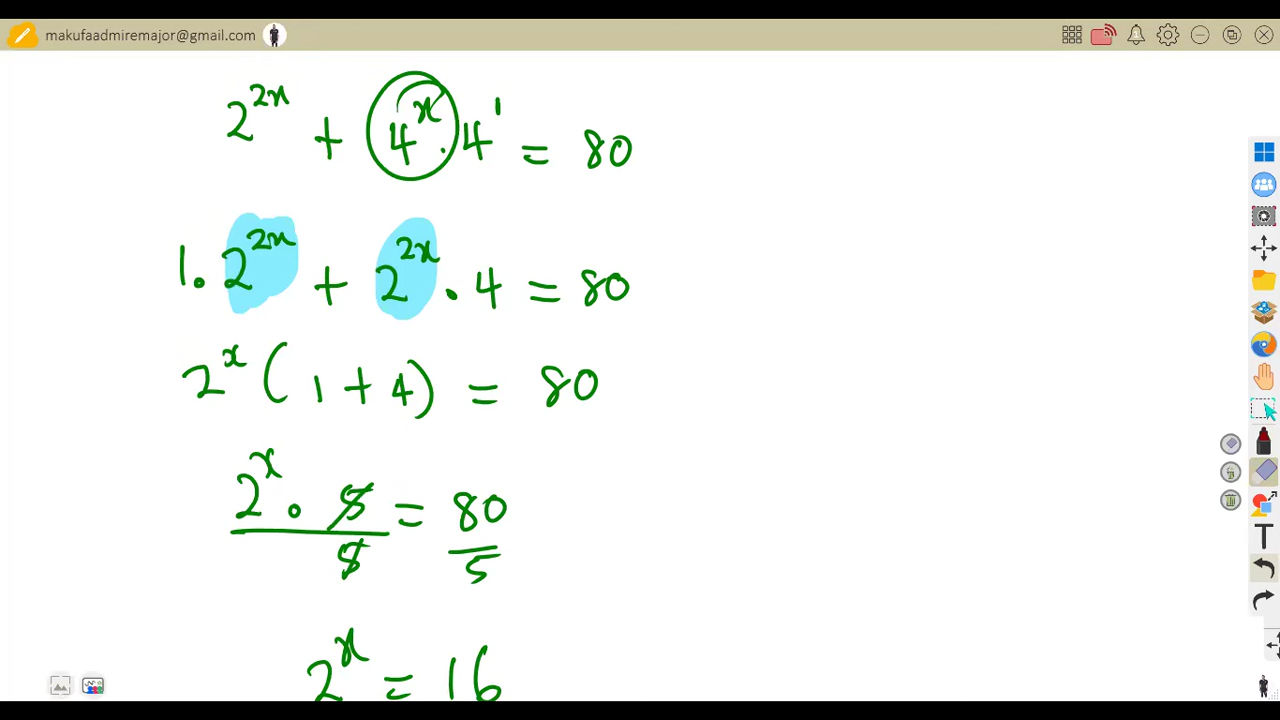 makufaadmiremajor@gmail.com
2^{2x} + 4^x . 4^1 = 80
1 . 2^{2x} + 2^{2x} . 4 = 80
2^x ( 1 + 4 ) = 80
2^x . 5 / 5 = 80 / 5
2^x = 16
T